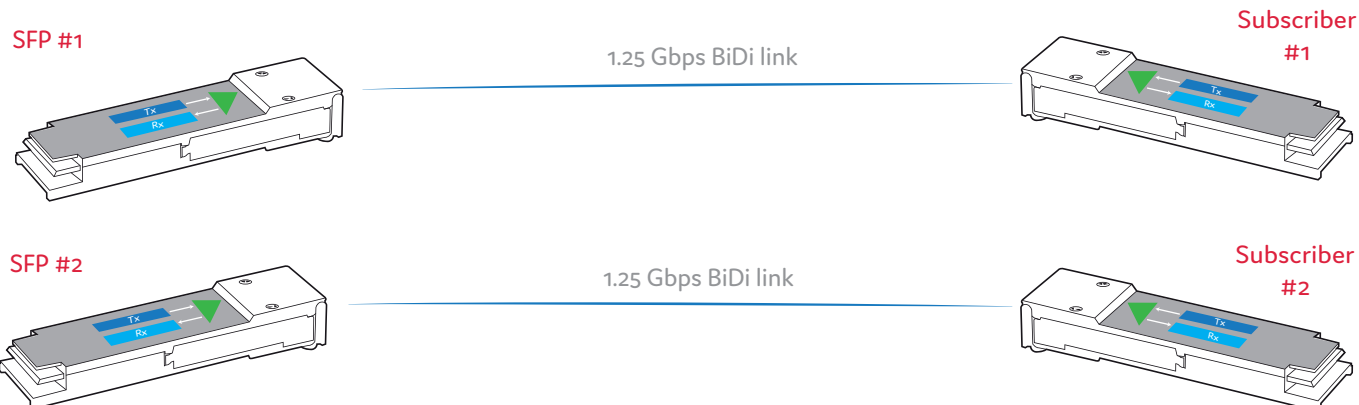 SFP #1
1.25 Gbps BiDi link
Subscriber
#1
Tx
Rx
Tx
Rx
SFP #2
1.25 Gbps BiDi link
Subscriber
#2
Tx
Rx
Tx
Rx